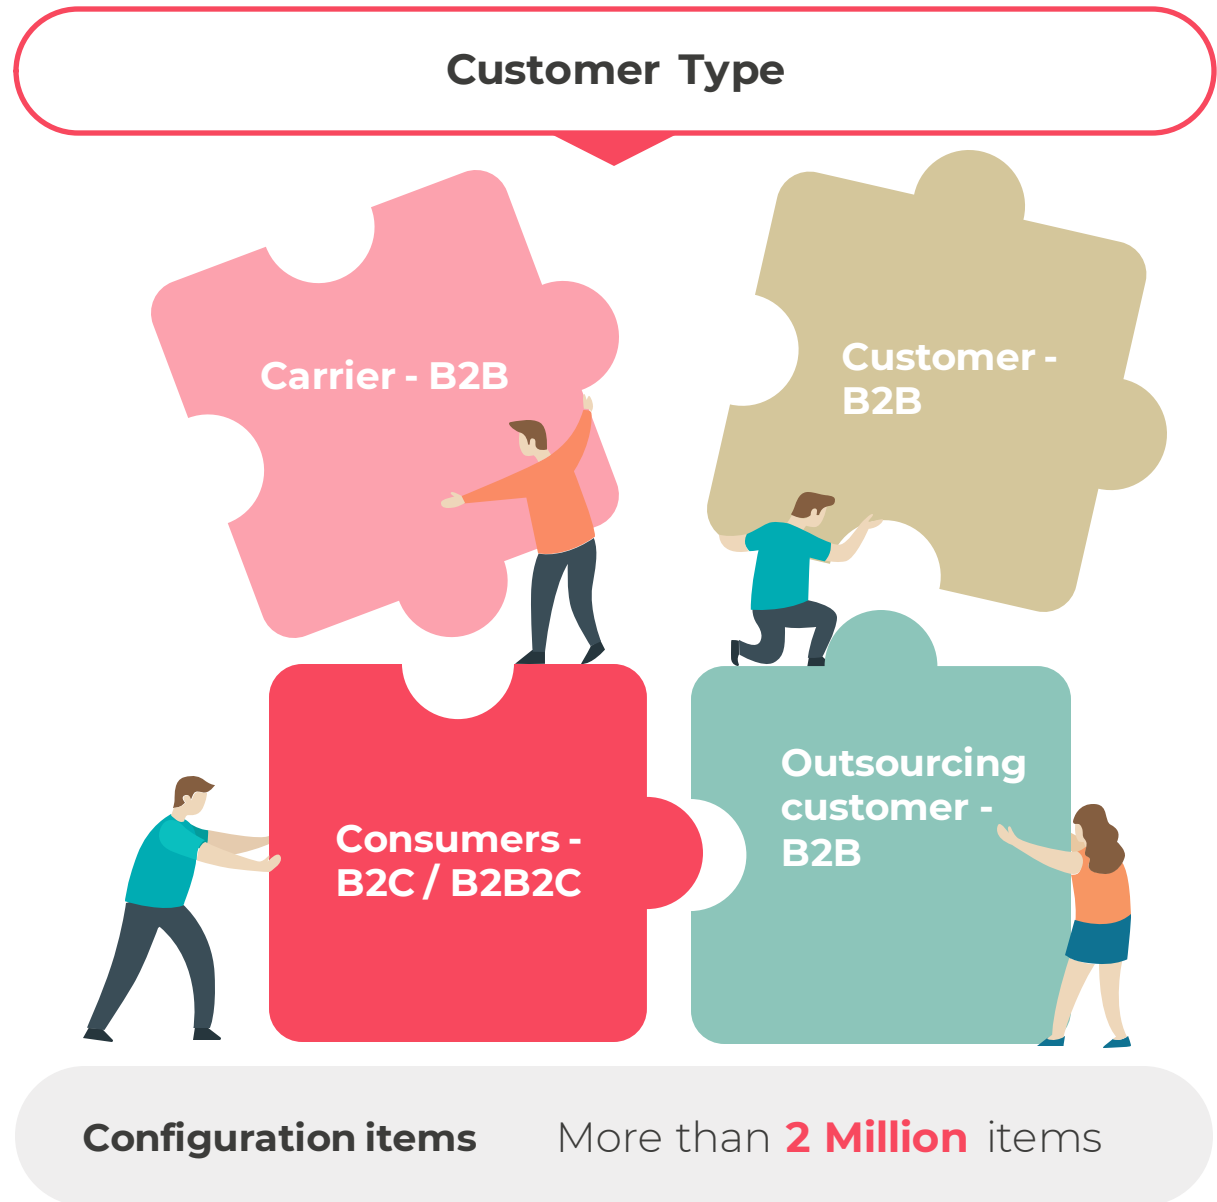 Customer Type
Carrier - B2B
Customer -
B2B
Consumers -
B2C / B2B2C
Outsourcing
customer -
B2B
Configuration items More than 2 Million items